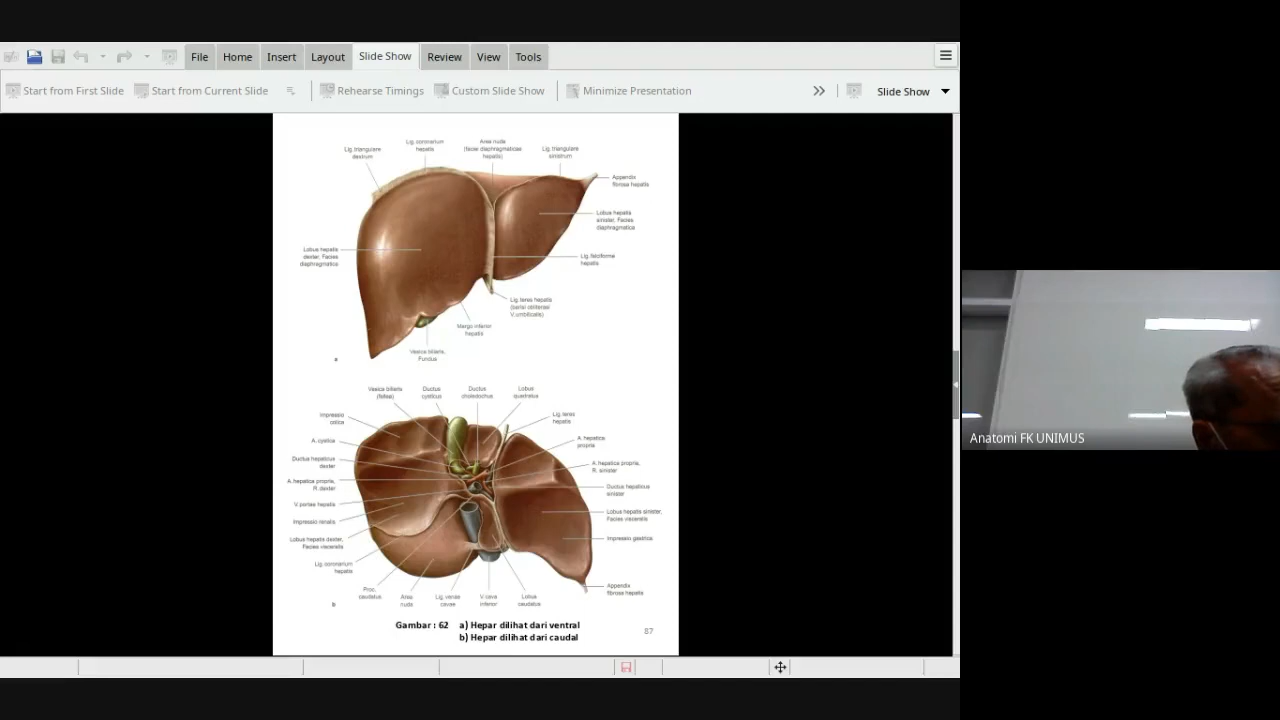 File Home Insert Layout Slide Show Review View Tools
Start from First Slide Start from Current Slide Rehearse Timings Custom Slide Show Minimize Presentation Slide Show
Lig. triangulare
dextrum
Lig. coronarium
hepatis
Area nuda
(faciei diaphragmaticae
hepatis)
Lig. triangulare
sinistrum
Appendix
fibrosa hepatis
Lobus hepatis
sinister, Facies
diaphragmatica
Lobus hepatis
dexter, Facies
diaphragmatica
Lig. falciforme
hepatis
Lig. teres hepatis
V. umbilicalis)
Margo inferior
hepatis
Vesica biliaris,
Fundus
a
Vesica biliaris
(fellea)
Ductus
cysticus
Ductus
choledochus
Lobus
quadratus
Impressio
colica
Lig. teres
hepatis
A. cystica
A. hepatica
propria
Ductus hepaticus
dexter
A. hepatica propria,
R. sinister
A. hepatica propria,
R. dexter
Ductus hepaticus
sinister
V. portae hepatis
Lobus hepatis sinister,
Facies visceralis
Impressio renalis
Lobus hepatis dexter,
Facies visceralis
Impressio gastrica
Lig. coronarium
hepatis
Proc.
caudatus
Area
nuda
Lig. venae
cavae
V. cava
inferior
Lobus
caudatus
Appendix
fibrosa hepatis
b
Gambar : 62 a) Hepar dilihat dari ventral
b) Hepar dilihat dari caudal
87
Anatomi FK UNIMUS